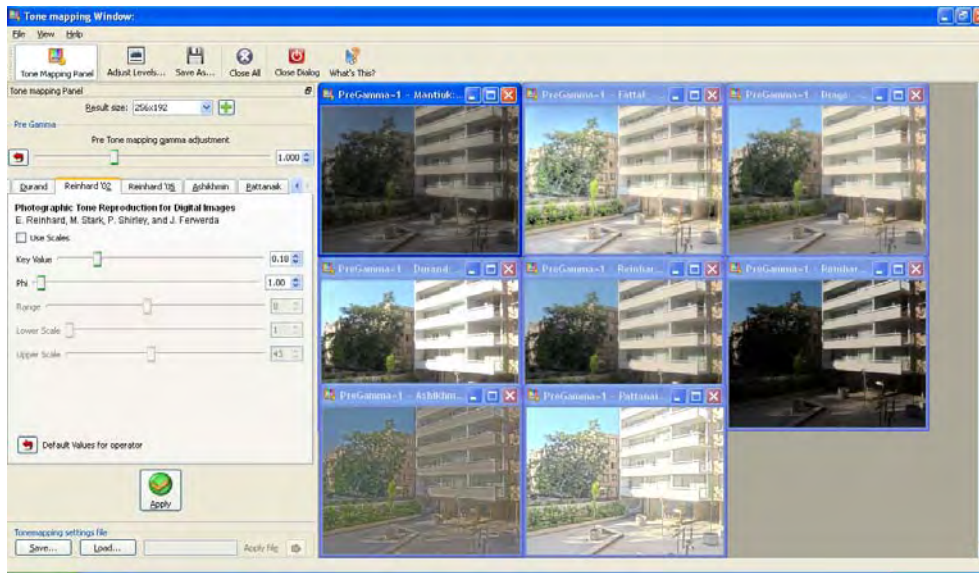 Tone mapping Window:
File View Help
Tone Mapping Panel Adjust Levels... Save As... Close All Close Dialog What's This?
Tone mapping Panel
Result size: 256x192
Pre Gamma
Pre Tone mapping gamma adjustment
1.000
Durand Reinhard '02 Reinhard '05 Ashikhmin Pattanaik
Photographic Tone Reproduction for Digital Images
E. Reinhard, M. Stark, P. Shirley, and J. Ferwerda
Use Scales
Key Value 0.18
Phi 1.00
Range 8
Lower Scale 1
Upper Scale 43
Default Values for operator
Apply
Tonemapping settings file
Save... Load... Apply file
PreGamma=1 - Mantiuk:...
PreGamma=1 - Fattal:
PreGamma=1 - Drago:
PreGamma=1 - Durand:
PreGamma=1 - Reinhar...
PreGamma=1 - Reinhar...
PreGamma=1 - Ashikhm...
PreGamma=1 - Pattanai...